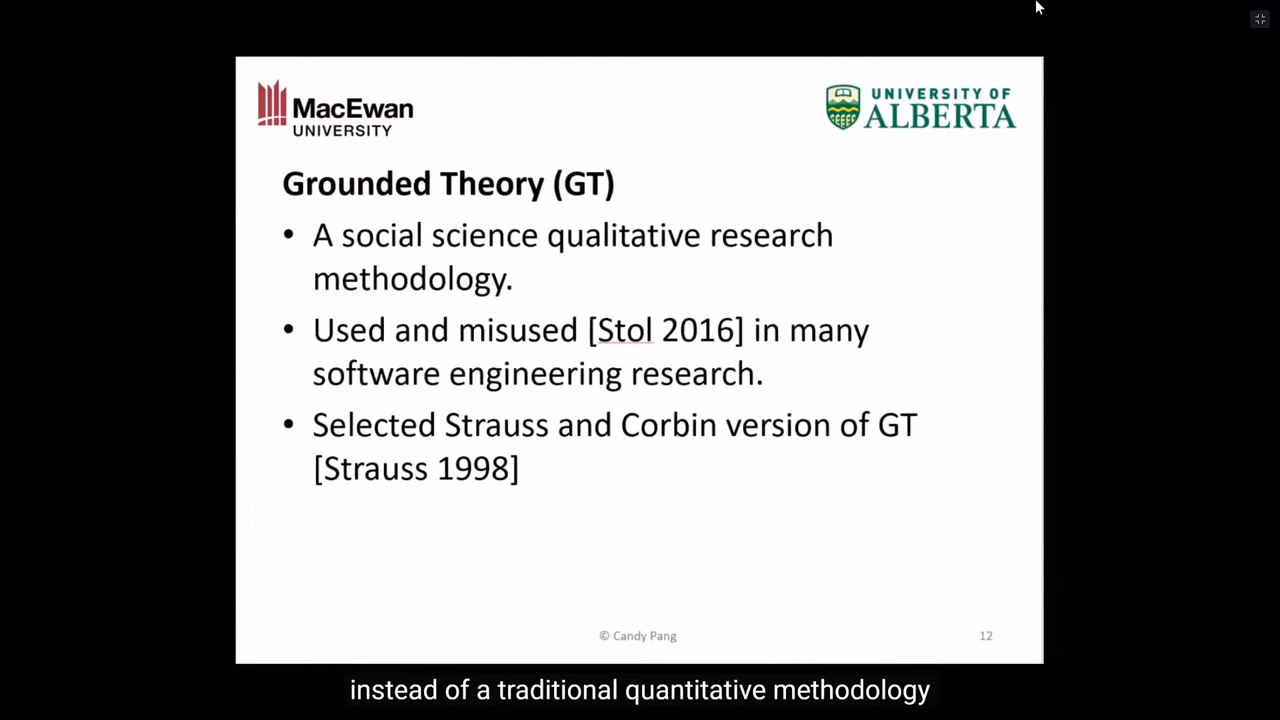 MacEwan
UNIVERSITY
UNIVERSITY OF
ALBERTA
Grounded Theory (GT)
• A social science qualitative research
methodology.
• Used and misused [Stol 2016] in many
software engineering research.
• Selected Strauss and Corbin version of GT
[Strauss 1998]
© Candy Pang
12
instead of a traditional quantitative methodology